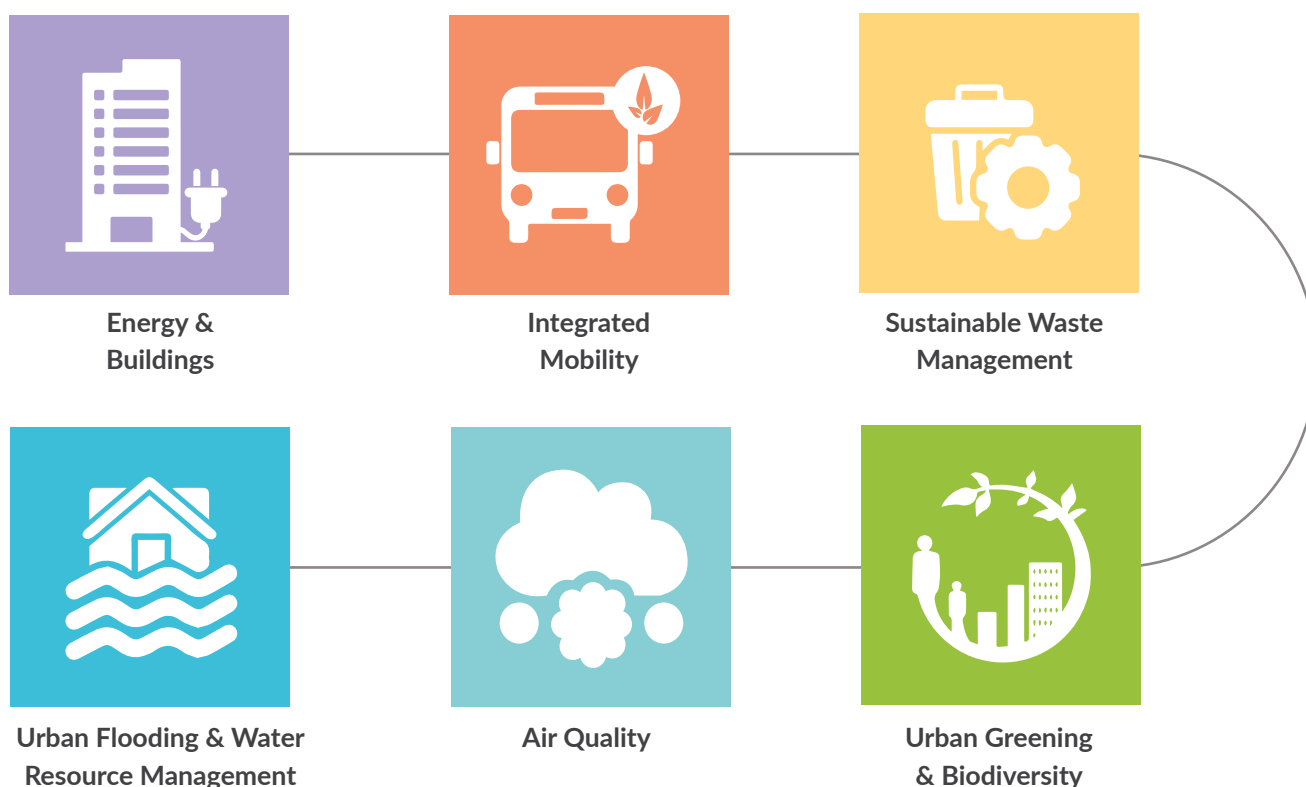 Energy &
Buildings
Integrated
Mobility
Sustainable Waste
Management
Urban Flooding & Water
Resource Management
Air Quality
Urban Greening
& Biodiversity